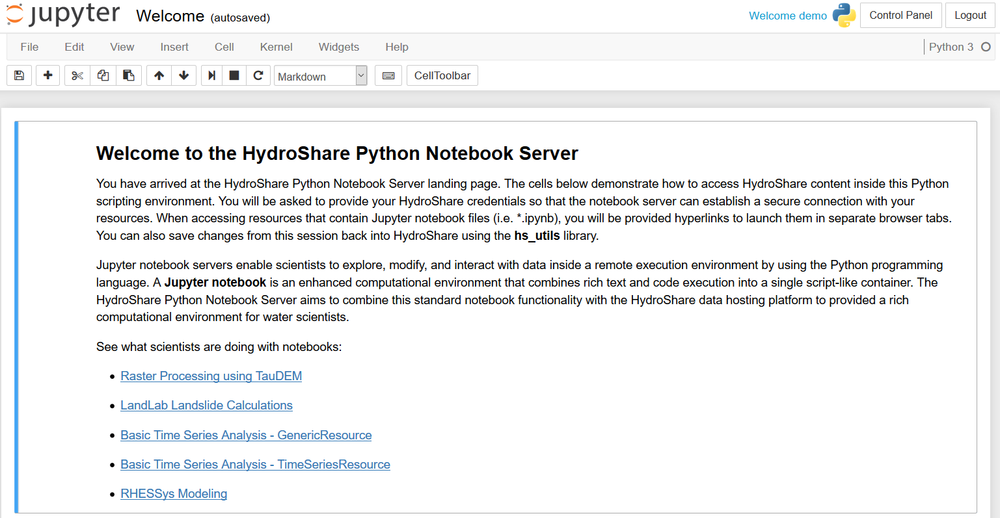 jupyter Welcome (autosaved) Welcome demo Control Panel Logout
File Edit View Insert Cell Kernel Widgets Help Python 3
Markdown CellToolbar
Welcome to the HydroShare Python Notebook Server
You have arrived at the HydroShare Python Notebook Server landing page. The cells below demonstrate how to access HydroShare content inside this Python
scripting environment. You will be asked to provide your HydroShare credentials so that the notebook server can establish a secure connection with your
resources. When accessing resources that contain Jupyter notebook files (i.e. *.ipynb), you will be provided hyperlinks to launch them in separate browser tabs.
You can also save changes from this session back into HydroShare using the hs_utils library.
Jupyter notebook servers enable scientists to explore, modify, and interact with data inside a remote execution environment by using the Python programming
language. A Jupyter notebook is an enhanced computational environment that combines rich text and code execution into a single script-like container. The
HydroShare Python Notebook Server aims to combine this standard notebook functionality with the HydroShare data hosting platform to provided a rich
computational environment for water scientists.
See what scientists are doing with notebooks:
• Raster Processing using TauDEM
• LandLab Landslide Calculations
• Basic Time Series Analysis - GenericResource
• Basic Time Series Analysis - TimeSeriesResource
• RHESSys Modeling